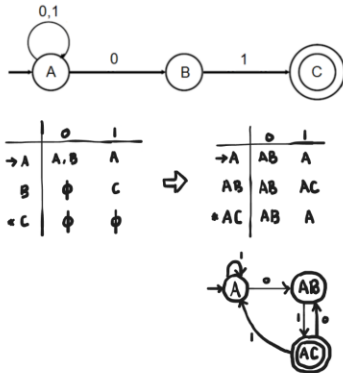 0,1
A 0 B 1 C
0 1 0 1
→A A,B A →A AB A
B ϕ C ⇨ AB AB AC
*C ϕ ϕ *AC AB A
1
A 0 AB
1 1 0
AC